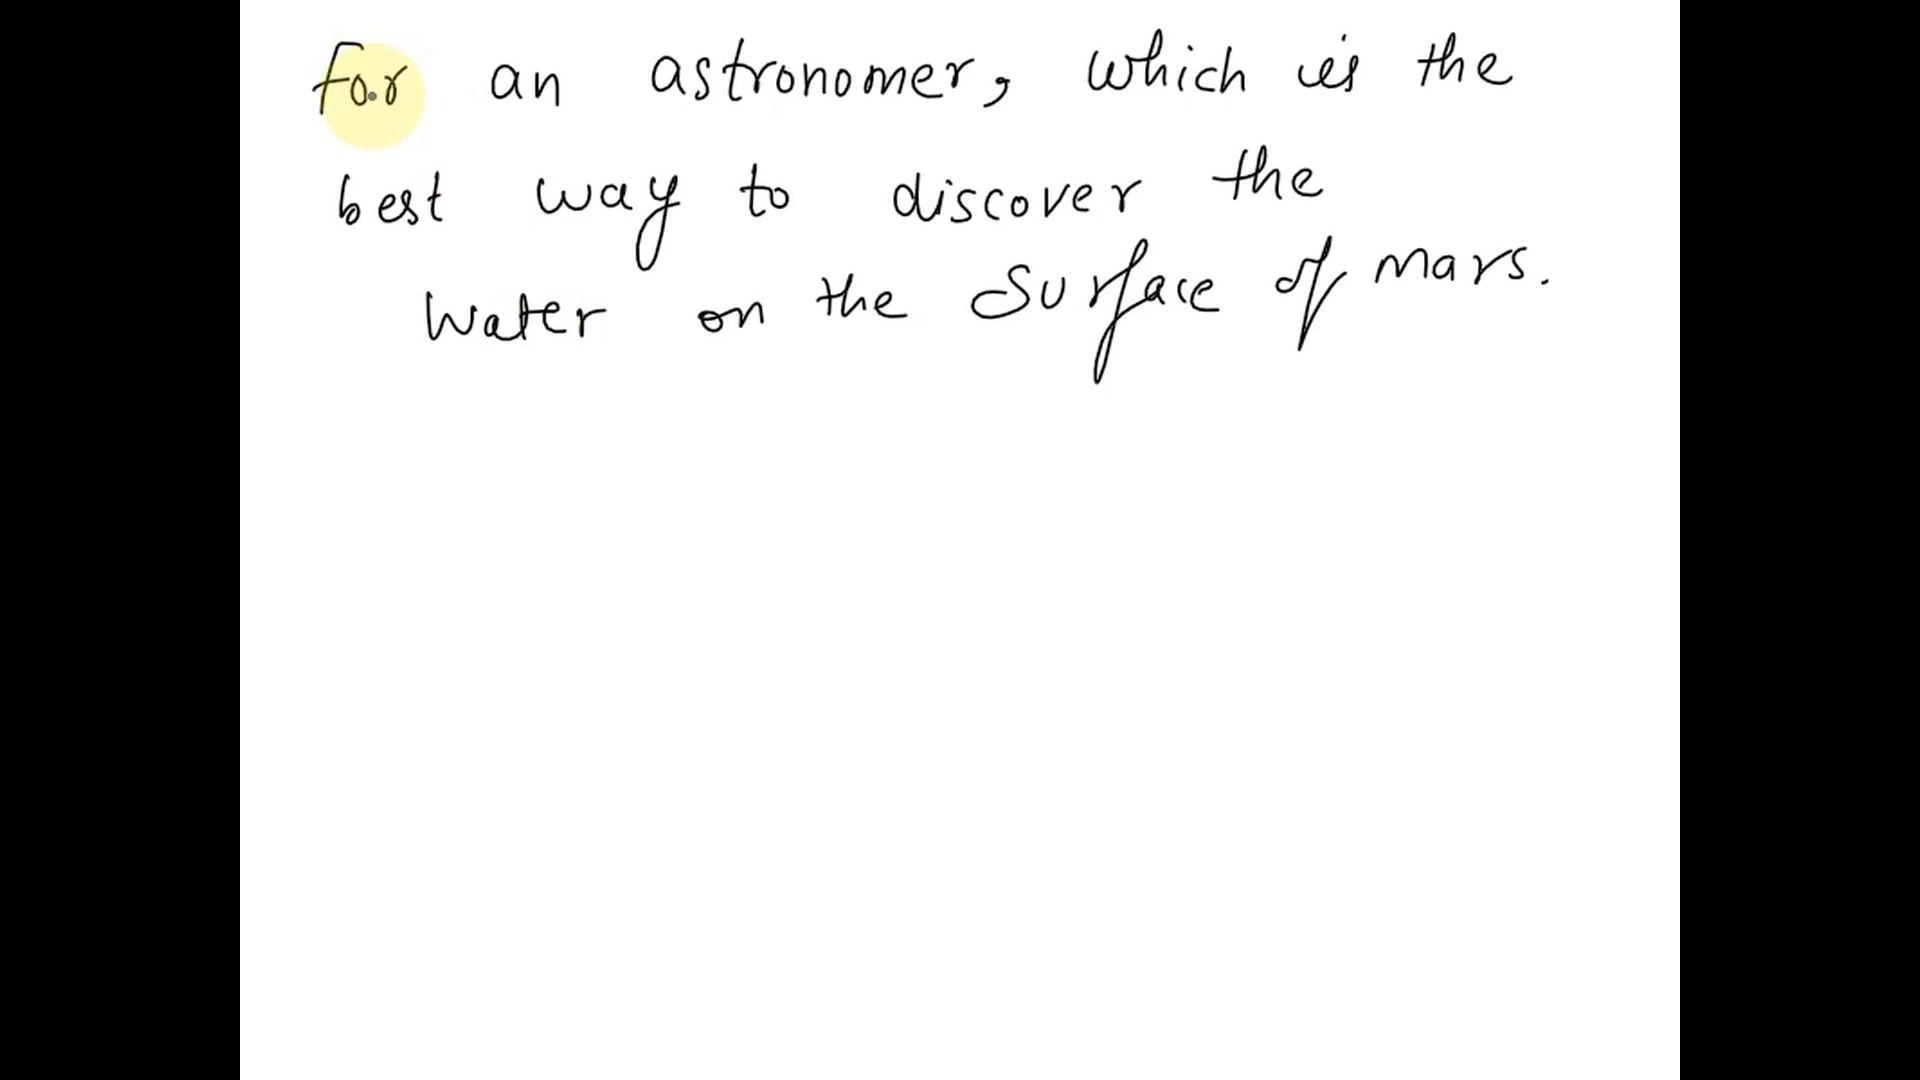 For an astronomer, which is the
best way to discover the
water on the surface of mars.